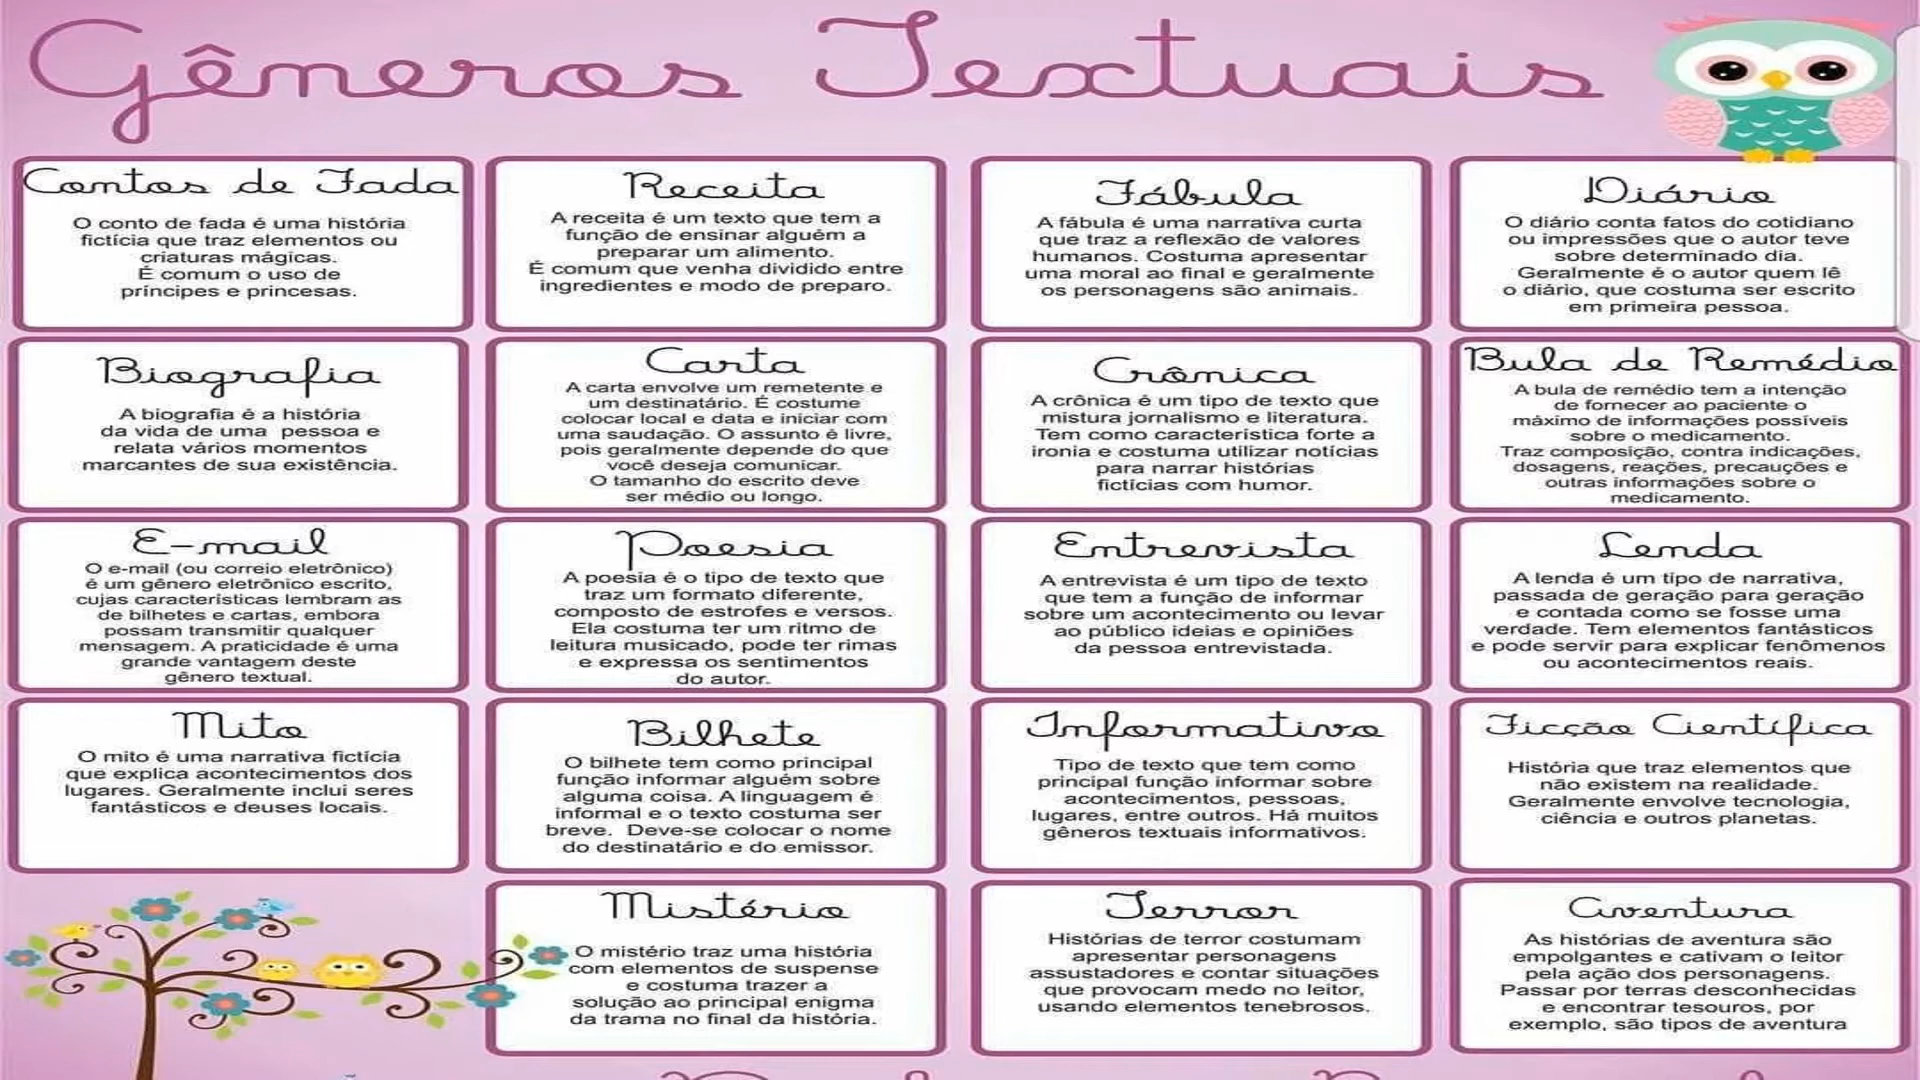 Gêneros Textuais
Contos de Fada
O conto de fada é uma história
fictícia que traz elementos ou
criaturas mágicas.
É comum o uso de
príncipes e princesas.
Receita
A receita é um texto que tem a
função de ensinar alguém a
preparar um alimento.
É comum que venha dividido entre
ingredientes e modo de preparo.
Fábula
A fábula é uma narrativa curta
que traz a reflexão de valores
humanos. Costuma apresentar
uma moral ao final e geralmente
os personagens são animais.
Diário
O diário conta fatos do cotidiano
ou impressões que o autor teve
sobre determinado dia.
Geralmente é o autor quem lê
o diário, que costuma ser escrito
em primeira pessoa.
Biografia
A biografia é a história
da vida de uma pessoa e
relata vários momentos
marcantes de sua existência.
Carta
A carta envolve um remetente e
um destinatário. É costume
colocar local e data e iniciar com
uma saudação. O assunto é livre,
pois geralmente depende do que
você deseja comunicar.
O tamanho do escrito deve
ser médio ou longo.
Crônica
A crônica é um tipo de texto que
mistura jornalismo e literatura.
Tem como característica forte a
ironia e costuma utilizar notícias
para narrar histórias
fictícias com humor.
Bula de Remédio
A bula de remédio tem a intenção
de fornecer ao paciente o
máximo de informações possíveis
sobre o medicamento.
Traz composição, contra indicações,
dosagens, reações, precauções e
outras informações sobre o
medicamento.
E-mail
O e-mail (ou correio eletrônico)
é um gênero eletrônico escrito,
cujas características lembram as
de bilhetes e cartas, embora
possam transmitir qualquer
mensagem. A praticidade é uma
grande vantagem deste
gênero textual.
Poesia
A poesia é o tipo de texto que
traz um formato diferente,
composto de estrofes e versos.
Ela costuma ter um ritmo de
leitura musicado, pode ter rimas
e expressa os sentimentos
do autor.
Entrevista
A entrevista é um tipo de texto
que tem a função de informar
sobre um acontecimento ou levar
ao público ideias e opiniões
da pessoa entrevistada.
Lenda
A lenda é um tipo de narrativa,
passada de geração para geração
e contada como se fosse uma
verdade. Tem elementos fantásticos
e pode servir para explicar fenômenos
ou acontecimentos reais.
Mito
O mito é uma narrativa fictícia
que explica acontecimentos dos
lugares. Geralmente inclui seres
fantásticos e deuses locais.
Bilhete
O bilhete tem como principal
função informar alguém sobre
alguma coisa. A linguagem é
informal e o texto costuma ser
breve. Deve-se colocar o nome
do destinatário e do emissor.
Informativo
Tipo de texto que tem como
principal função informar sobre
acontecimentos, pessoas,
lugares, entre outros. Há muitos
gêneros textuais informativos.
Ficção Científica
História que traz elementos que
não existem na realidade.
Geralmente envolve tecnologia,
ciência e outros planetas.
Mistério
O mistério traz uma história
com elementos de suspense
e costuma trazer a
solução ao principal enigma
da trama no final da história.
Terror
Histórias de terror costumam
apresentar personagens
assustadores e contar situações
que provocam medo no leitor,
usando elementos tenebrosos.
Aventura
As histórias de aventura são
empolgantes e cativam o leitor
pela ação dos personagens.
Passar por terras desconhecidas
e encontrar tesouros, por
exemplo, são tipos de aventura